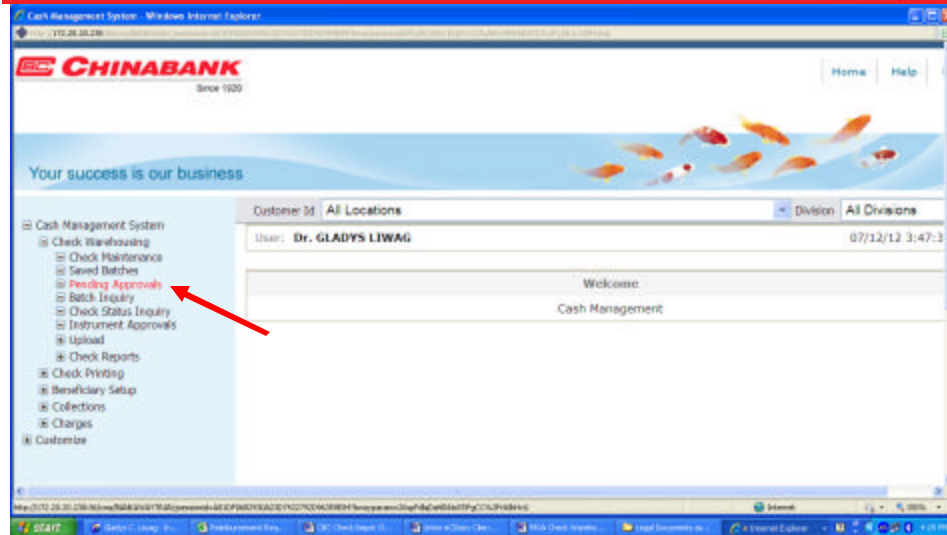 Cash Management System - Windows Internet Explorer
CHINABANK
Since 1920
Home Help
Your success is our business
Customer Id All Locations Division All Divisions
User: Dr. GLADYS LIWAG 07/12/12 3:47:3
Welcome
Cash Management
Cash Management System
Check Warehousing
Check Maintenance
Saved Batches
Pending Approvals
Batch Inquiry
Check Status Inquiry
Instrument Approvals
Upload
Check Reports
Check Printing
Beneficiary Setup
Collections
Charges
Customize
Internet
start